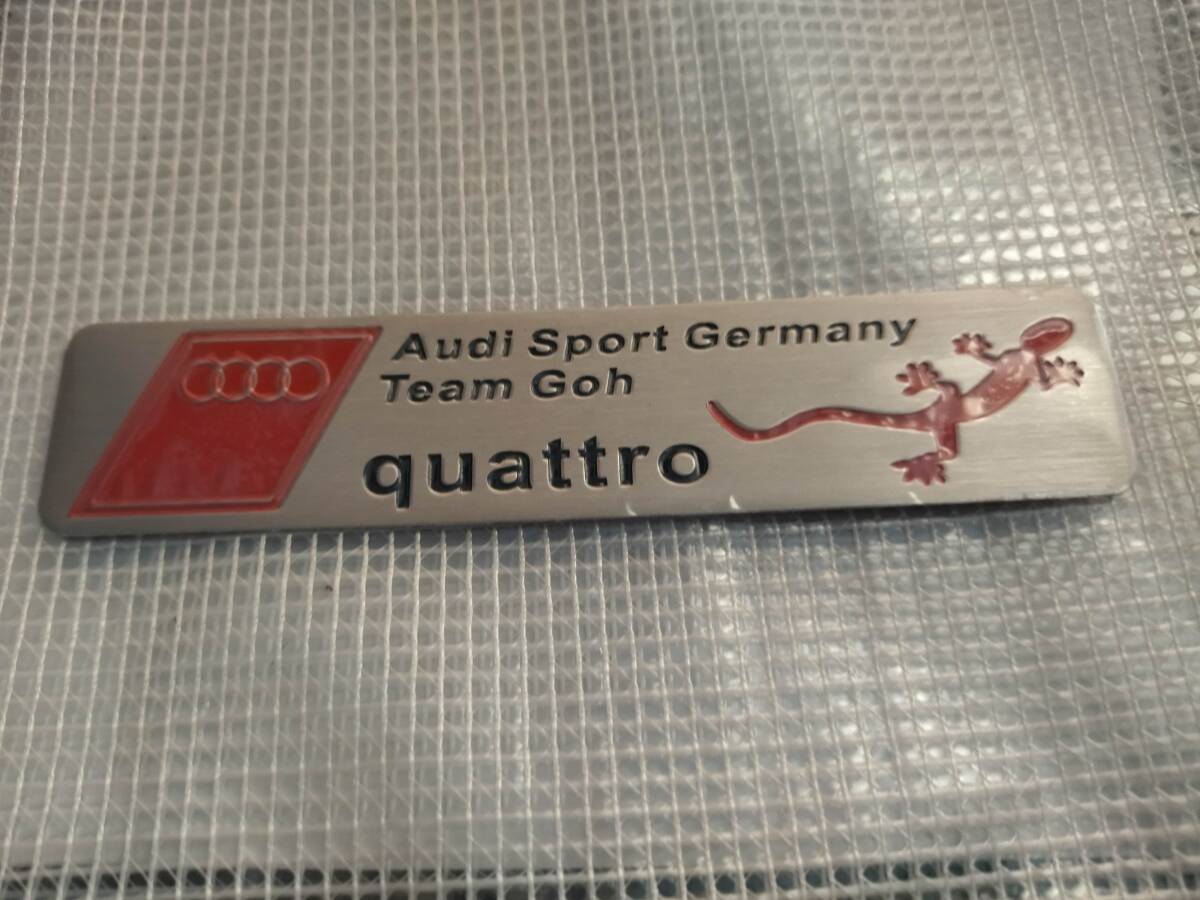 Audi Sport Germany
Team Goh
quattro